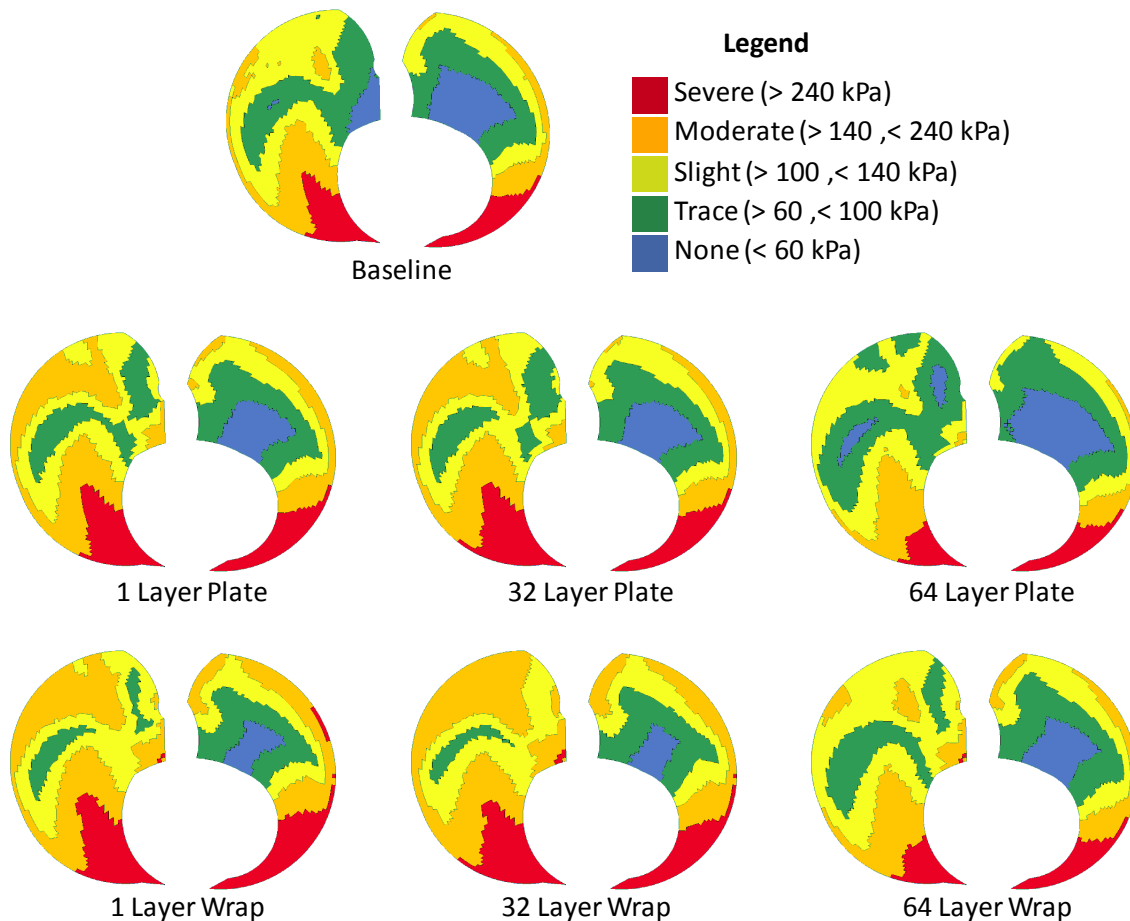 Legend
Severe (> 240 kPa)
Moderate (> 140 ,< 240 kPa)
Slight (> 100 ,< 140 kPa)
Trace (> 60 ,< 100 kPa)
None (< 60 kPa)
Baseline
1 Layer Plate
32 Layer Plate
64 Layer Plate
1 Layer Wrap
32 Layer Wrap
64 Layer Wrap